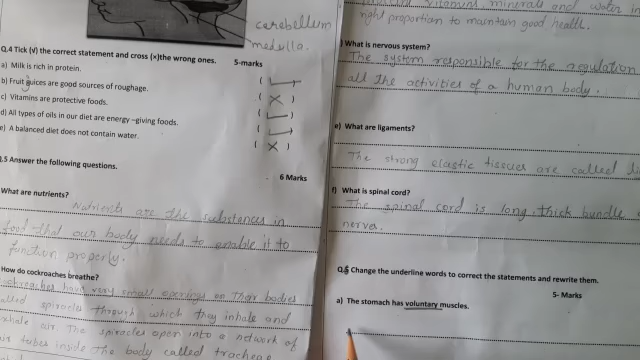 cerebellum
medulla.
Q.4 Tick (√) the correct statement and cross (×)the wrong ones. 5-marks
a) Milk is rich in protein.
b) Fruit juices are good sources of roughage.
c) Vitamins are protective foods. ( × )
d) All types of oils in our diet are energy –giving foods.
e) A balanced diet does not contain water. ( × )
.5 Answer the following questions.
6 Marks
What are nutrients?
Nutrients are the substances in
food that our body needs to enable it to
function properly.
How do cockroaches breathe?
ockroaches have very small openings on their bodies
alled spiracles through which they inhale and
xhale air. The spiracles open into a network of
tubes inside the body called trachea
minerals and water in
right proportion to maintain good health.
) What is nervous system?
The system responsible for the regulation
all the activities of a human body.
e) What are ligaments?
The strong elastic tissues are called li
f) What is spinal cord?
The spinal cord is long, thick bundle
nerva.
Q.6 Change the underline words to correct the statements and rewrite them.
5- Marks
a) The stomach has voluntary muscles.